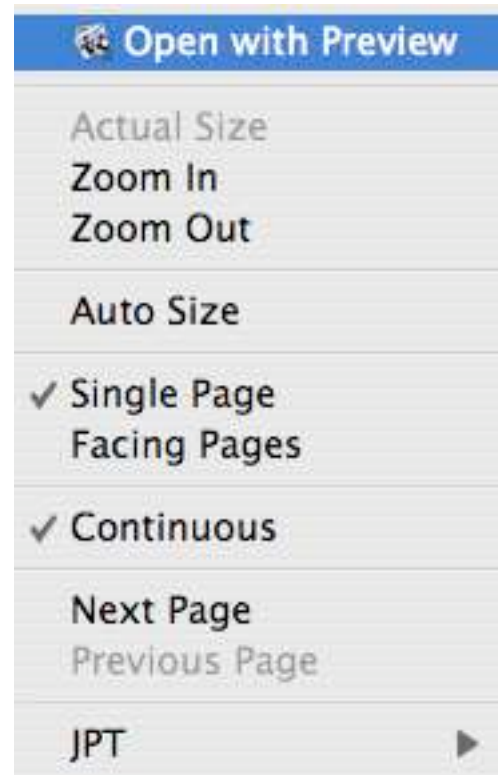 Open with Preview
Actual Size
Zoom In
Zoom Out
Auto Size
Single Page
Facing Pages
Continuous
Next Page
Previous Page
JPT